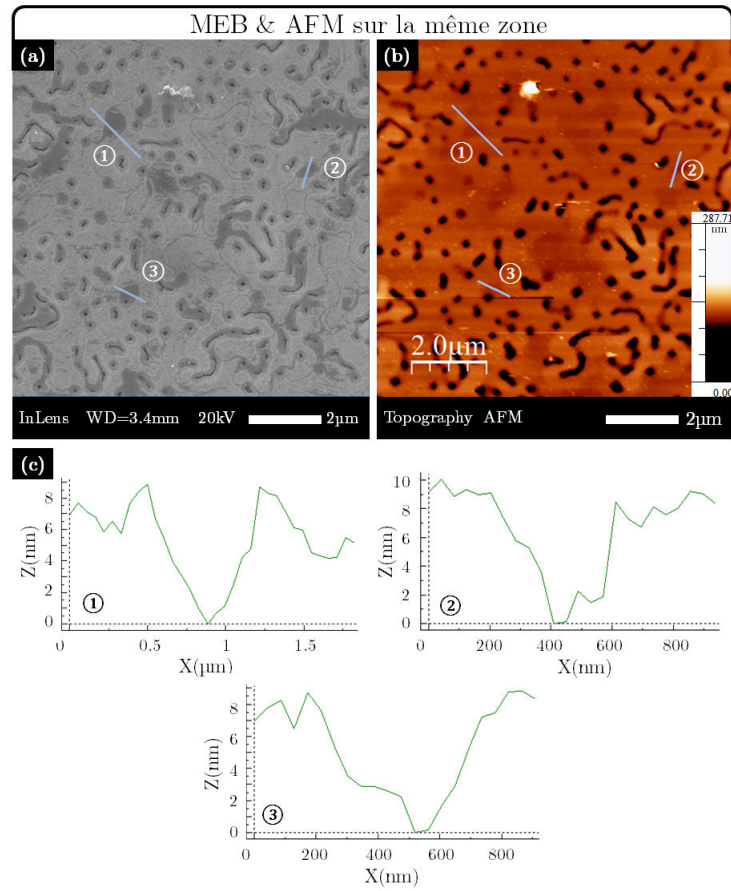 MEB & AFM sur la même zone
(a)
(b)
①
②
③
①
②
③
287.71
nm
0.00
2.0µm
InLens WD=3.4mm 20kV 2µm
Topography AFM 2µm
(c)
Z(nm)
8
6
4
2
0
①
0 0.5 1 1.5
X(µm)
Z(nm)
10
8
6
4
2
0
②
0 200 400 600 800
X(nm)
Z(nm)
8
6
4
2
0
③
0 200 400 600 800
X(nm)